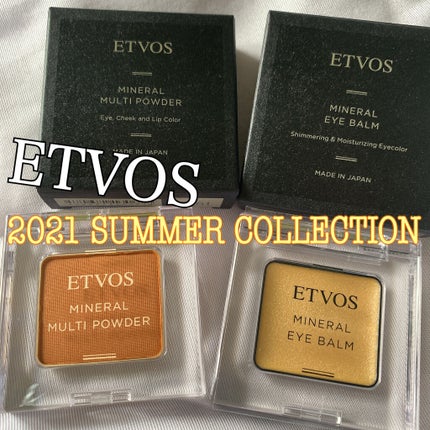 ETVOS
MINERAL
MULTI POWDER
Eye, Cheek and Lip Color
MADE IN JAPAN
ETVOS
MINERAL
EYE BALM
Shimmering & Moisturizing Eyecolor
MADE IN JAPAN
ETVOS
2021 SUMMER COLLECTION
ETVOS
MINERAL
MULTI POWDER
ETVOS
MINERAL
EYE BALM